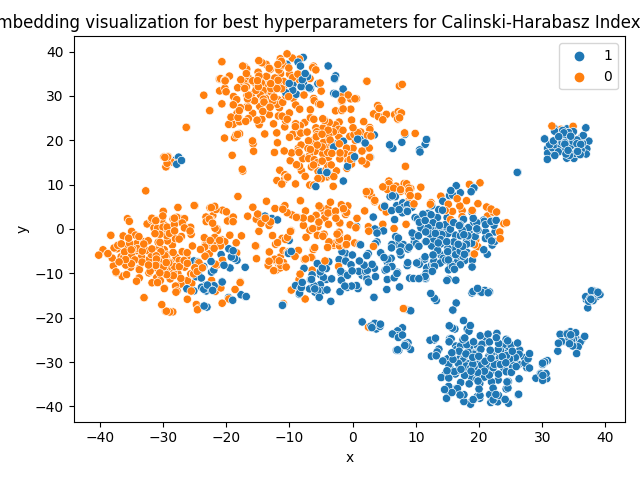 mbedding visualization for best hyperparameters for Calinski-Harabasz Index
1
0
40
30
20
10
0
−10
−20
−30
−40
y
−40 −30 −20 −10 0 10 20 30 40
x